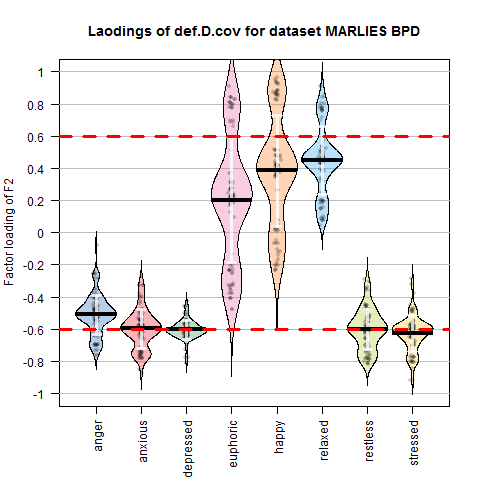 Laodings of def.D.cov for dataset MARLIES BPD
Factor loading of F2
1
0.8
0.6
0.4
0.2
0
-0.2
-0.4
-0.6
-0.8
-1
anger
anxious
depressed
euphoric
happy
relaxed
restless
stressed